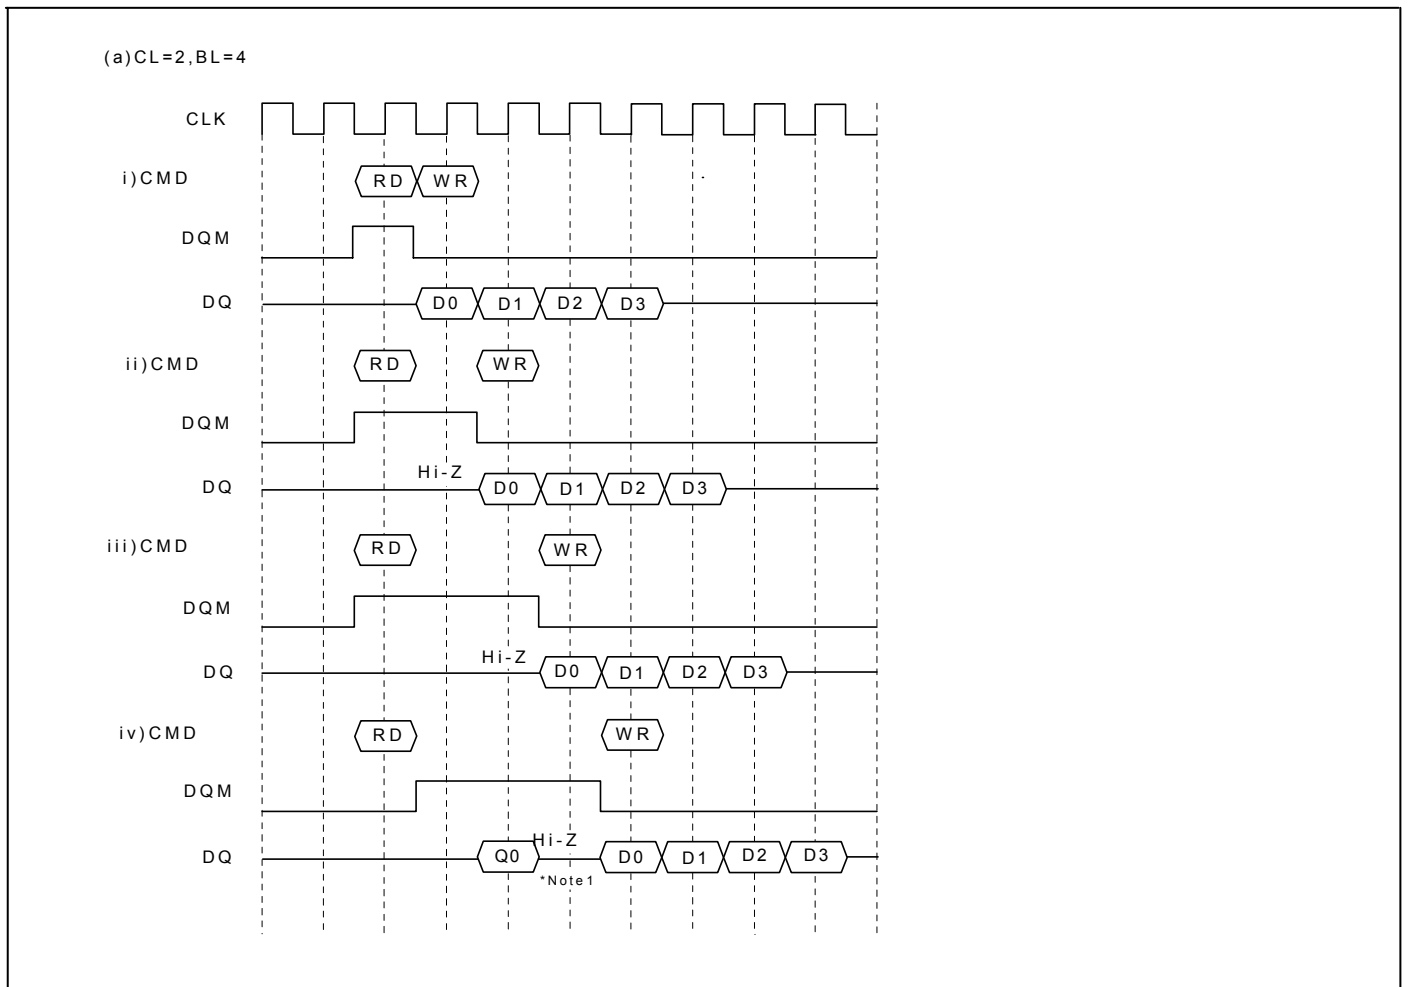 (a)CL=2,BL=4
CLK
i)CMD RD WR
DQM
DQ D0 D1 D2 D3
ii)CMD RD WR
DQM
Hi-Z
DQ D0 D1 D2 D3
iii)CMD RD WR
DQM
Hi-Z
DQ D0 D1 D2 D3
iv)CMD RD WR
DQM
Hi-Z
DQ Q0 D0 D1 D2 D3
*Note1